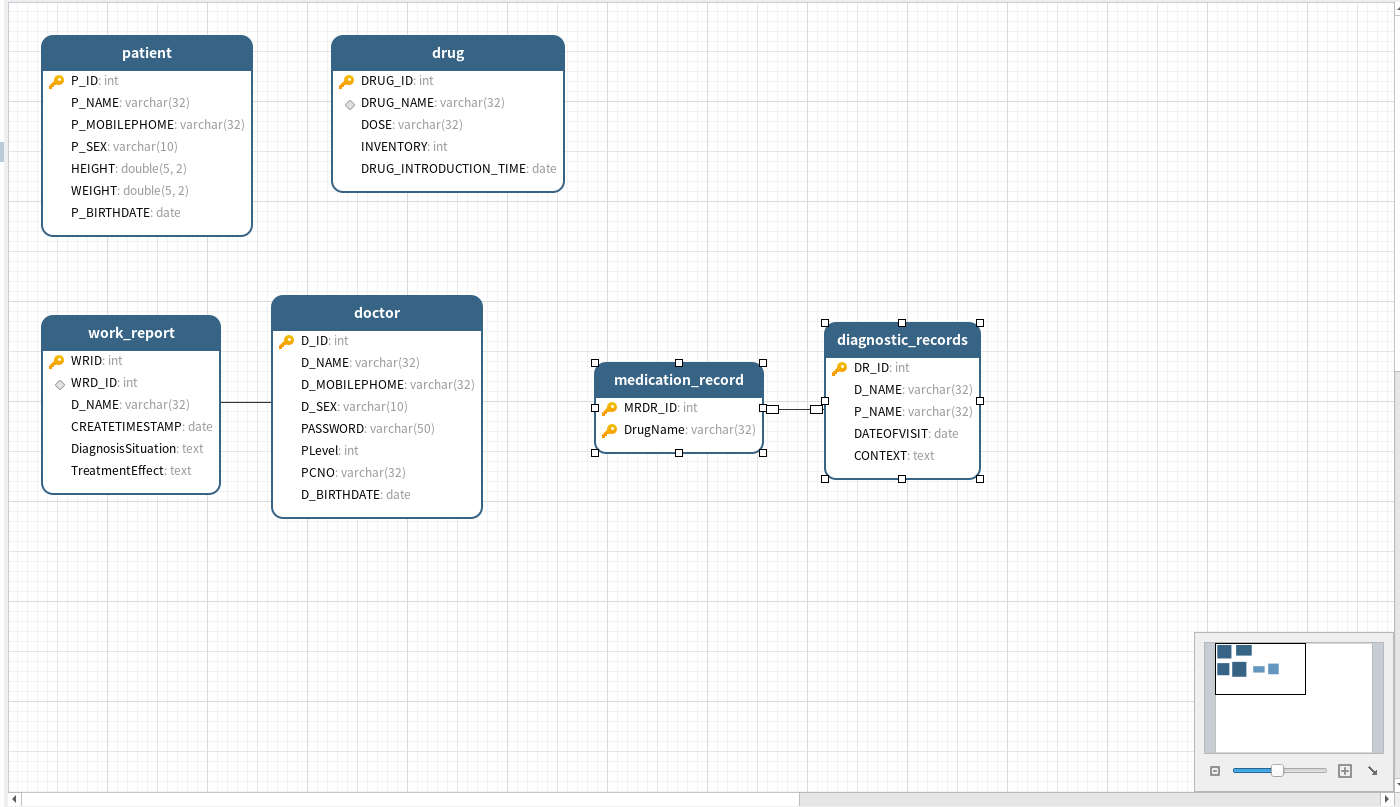 patient
P_ID: int
P_NAME: varchar(32)
P_MOBILEPHOME: varchar(32)
P_SEX: varchar(10)
HEIGHT: double(5, 2)
WEIGHT: double(5, 2)
P_BIRTHDATE: date
drug
DRUG_ID: int
DRUG_NAME: varchar(32)
DOSE: varchar(32)
INVENTORY: int
DRUG_INTRODUCTION_TIME: date
work_report
WRID: int
WRD_ID: int
D_NAME: varchar(32)
CREATETIMESTAMP: date
DiagnosisSituation: text
TreatmentEffect: text
doctor
D_ID: int
D_NAME: varchar(32)
D_MOBILEPHOME: varchar(32)
D_SEX: varchar(10)
PASSWORD: varchar(50)
PLevel: int
PCNO: varchar(32)
D_BIRTHDATE: date
medication_record
MRDR_ID: int
DrugName: varchar(32)
diagnostic_records
DR_ID: int
D_NAME: varchar(32)
P_NAME: varchar(32)
DATEOFVISIT: date
CONTEXT: text